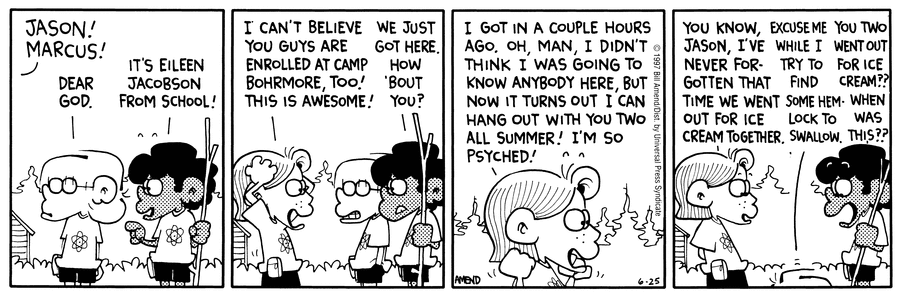 JASON!
MARCUS!
DEAR
GOD.
IT'S EILEEN
JACOBSON
FROM SCHOOL!
I CAN'T BELIEVE
YOU GUYS ARE
ENROLLED AT CAMP
BOHRMORE, TOO!
THIS IS AWESOME!
WE JUST
GOT HERE.
HOW
'BOUT
YOU?
I GOT IN A COUPLE HOURS
AGO. OH, MAN, I DIDN'T
THINK I WAS GOING TO
KNOW ANYBODY HERE, BUT
NOW IT TURNS OUT I CAN
HANG OUT WITH YOU TWO
ALL SUMMER! I'M SO
PSYCHED!
© 1997 Bill Amend/Dist. by Universal Press Syndicate
AMEND
6-25
YOU KNOW,
JASON, I'VE
NEVER FOR-
GOTTEN THAT
TIME WE WENT
OUT FOR ICE
CREAM TOGETHER.
EXCUSE ME
WHILE I
TRY TO
FIND
SOME HEM-
LOCK TO
SWALLOW.
YOU TWO
WENT OUT
FOR ICE
CREAM??
WHEN
WAS
THIS??